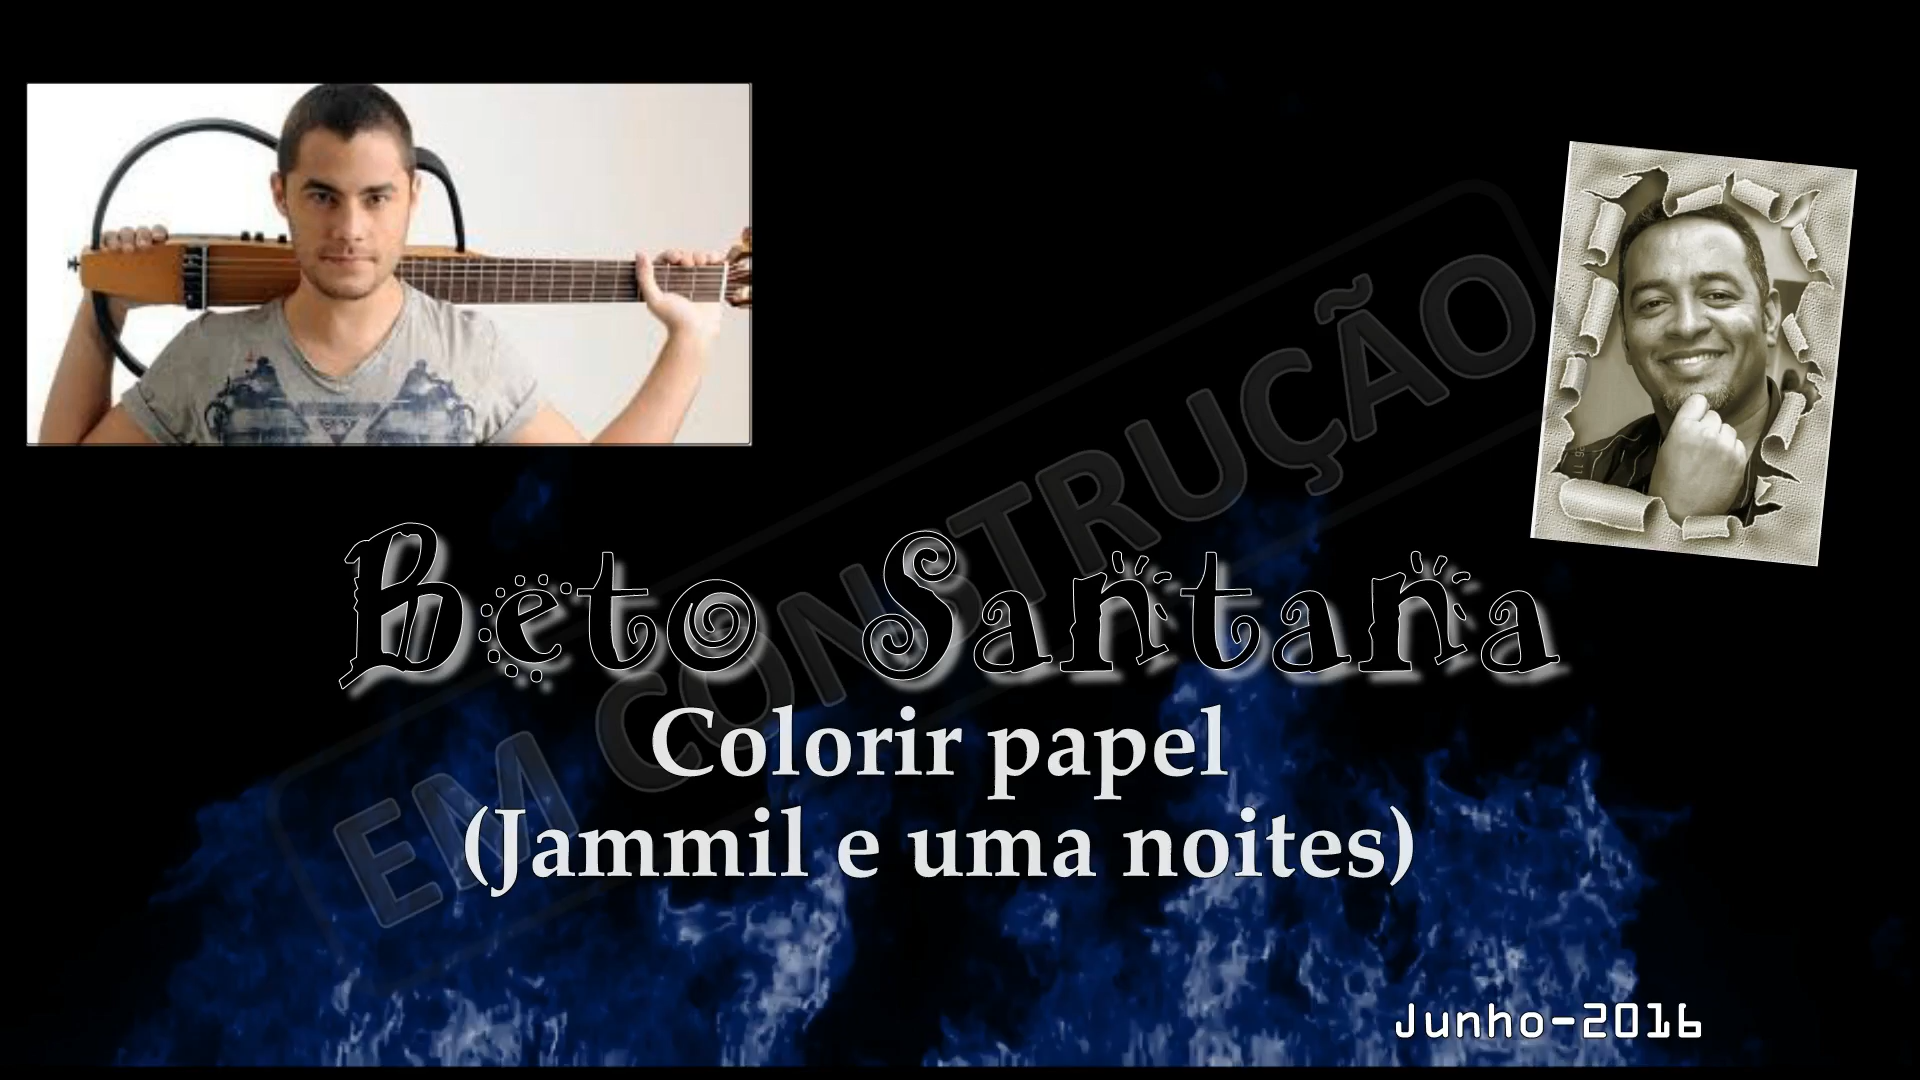 EM CONSTRUÇÃO
Beto Santana
Colorir papel
(Jammil e uma noites)
Junho-2016